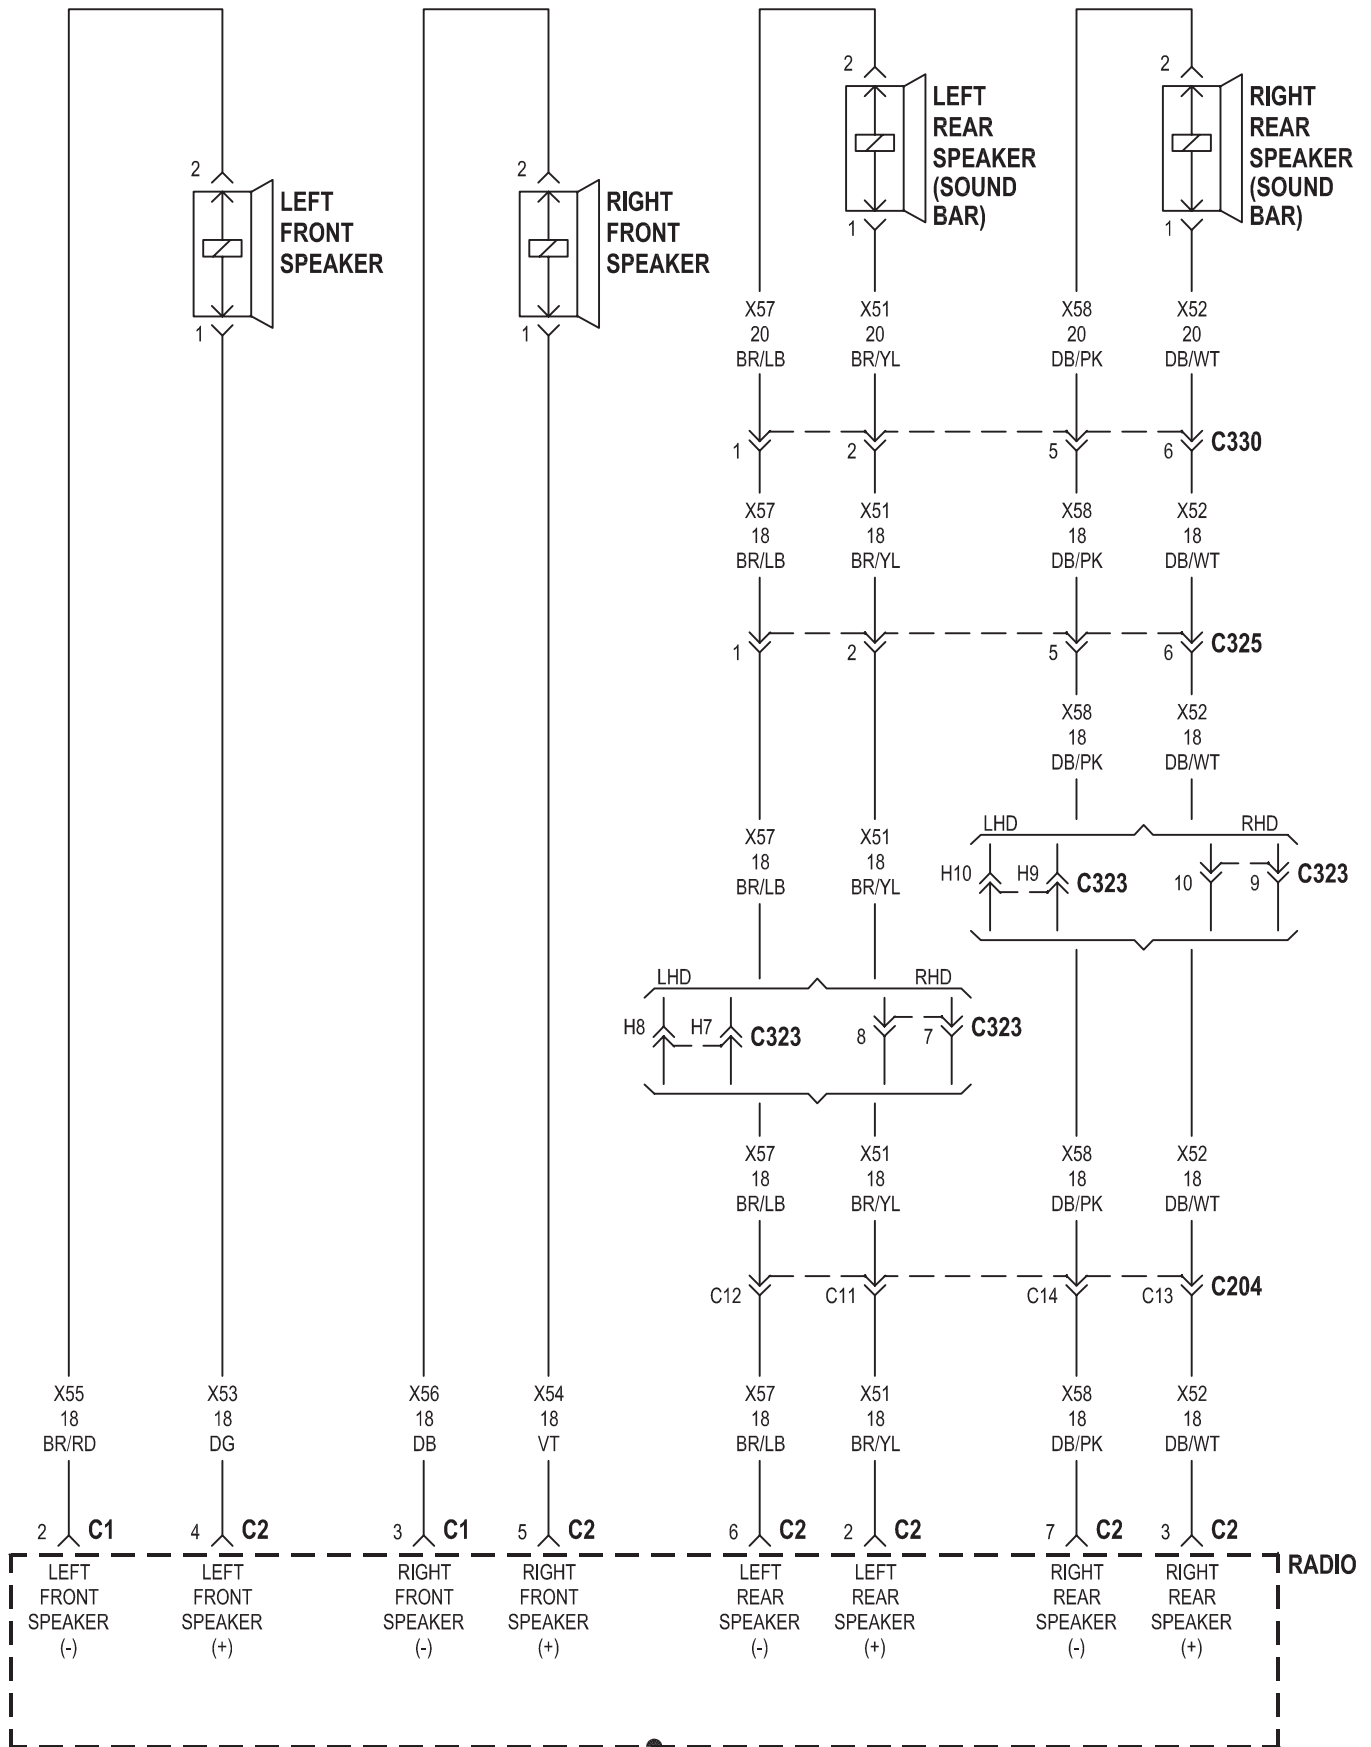 2
LEFT
REAR
SPEAKER
(SOUND
BAR)
1
2
RIGHT
REAR
SPEAKER
(SOUND
BAR)
1
2
LEFT
FRONT
SPEAKER
1
2
RIGHT
FRONT
SPEAKER
1
X57
20
BR/LB
X51
20
BR/YL
X58
20
DB/PK
X52
20
DB/WT
1
2
5
6
C330
X57
18
BR/LB
X51
18
BR/YL
X58
18
DB/PK
X52
18
DB/WT
1
2
5
6
C325
X58
18
DB/PK
X52
18
DB/WT
X57
18
BR/LB
X51
18
BR/YL
LHD
RHD
H10
H9
C323
10
9
C323
LHD
RHD
H8
H7
C323
8
7
C323
X57
18
BR/LB
X51
18
BR/YL
X58
18
DB/PK
X52
18
DB/WT
C12
C11
C14
C13
C204
X55
18
BR/RD
X53
18
DG
X56
18
DB
X54
18
VT
X57
18
BR/LB
X51
18
BR/YL
X58
18
DB/PK
X52
18
DB/WT
2
C1
4
C2
3
C1
5
C2
6
C2
2
C2
7
C2
3
C2
RADIO
LEFT
FRONT
SPEAKER
(-)
LEFT
FRONT
SPEAKER
(+)
RIGHT
FRONT
SPEAKER
(-)
RIGHT
FRONT
SPEAKER
(+)
LEFT
REAR
SPEAKER
(-)
LEFT
REAR
SPEAKER
(+)
RIGHT
REAR
SPEAKER
(-)
RIGHT
REAR
SPEAKER
(+)